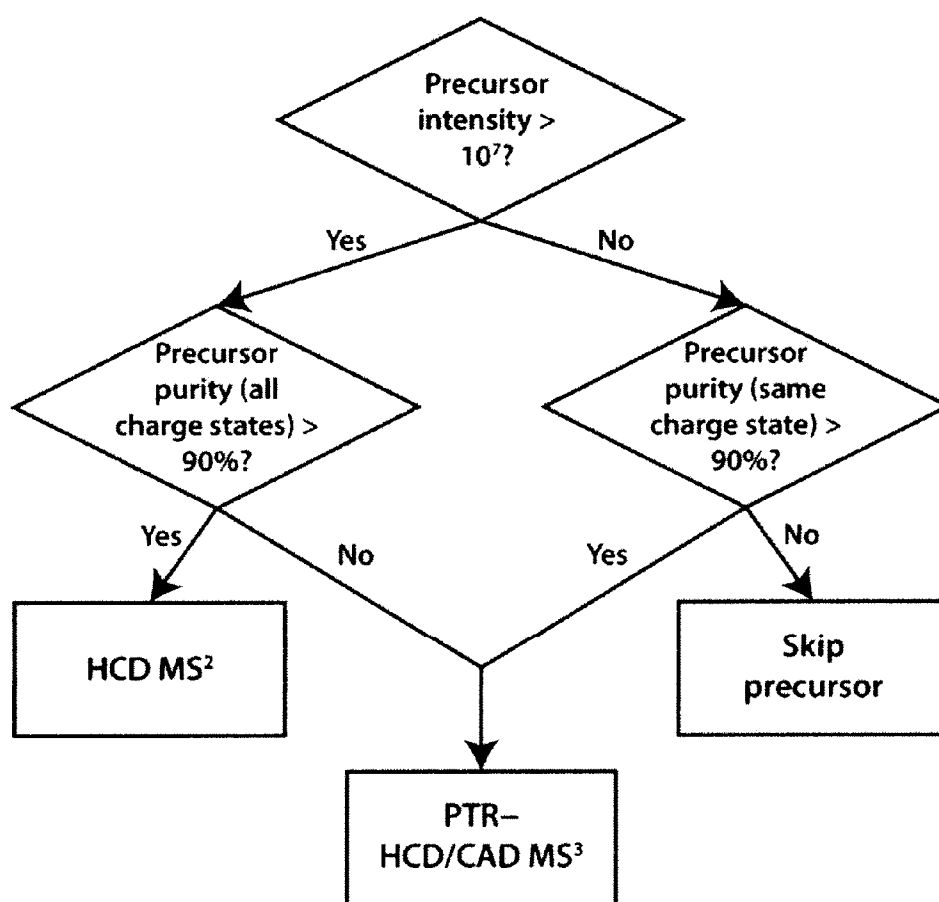 Precursor
intensity >
10⁷?
Yes
No
Precursor
purity (all
charge states) >
90%?
Precursor
purity (same
charge state) >
90%?
Yes
No
Yes
No
HCD MS²
Skip
precursor
PTR–
HCD/CAD MS³